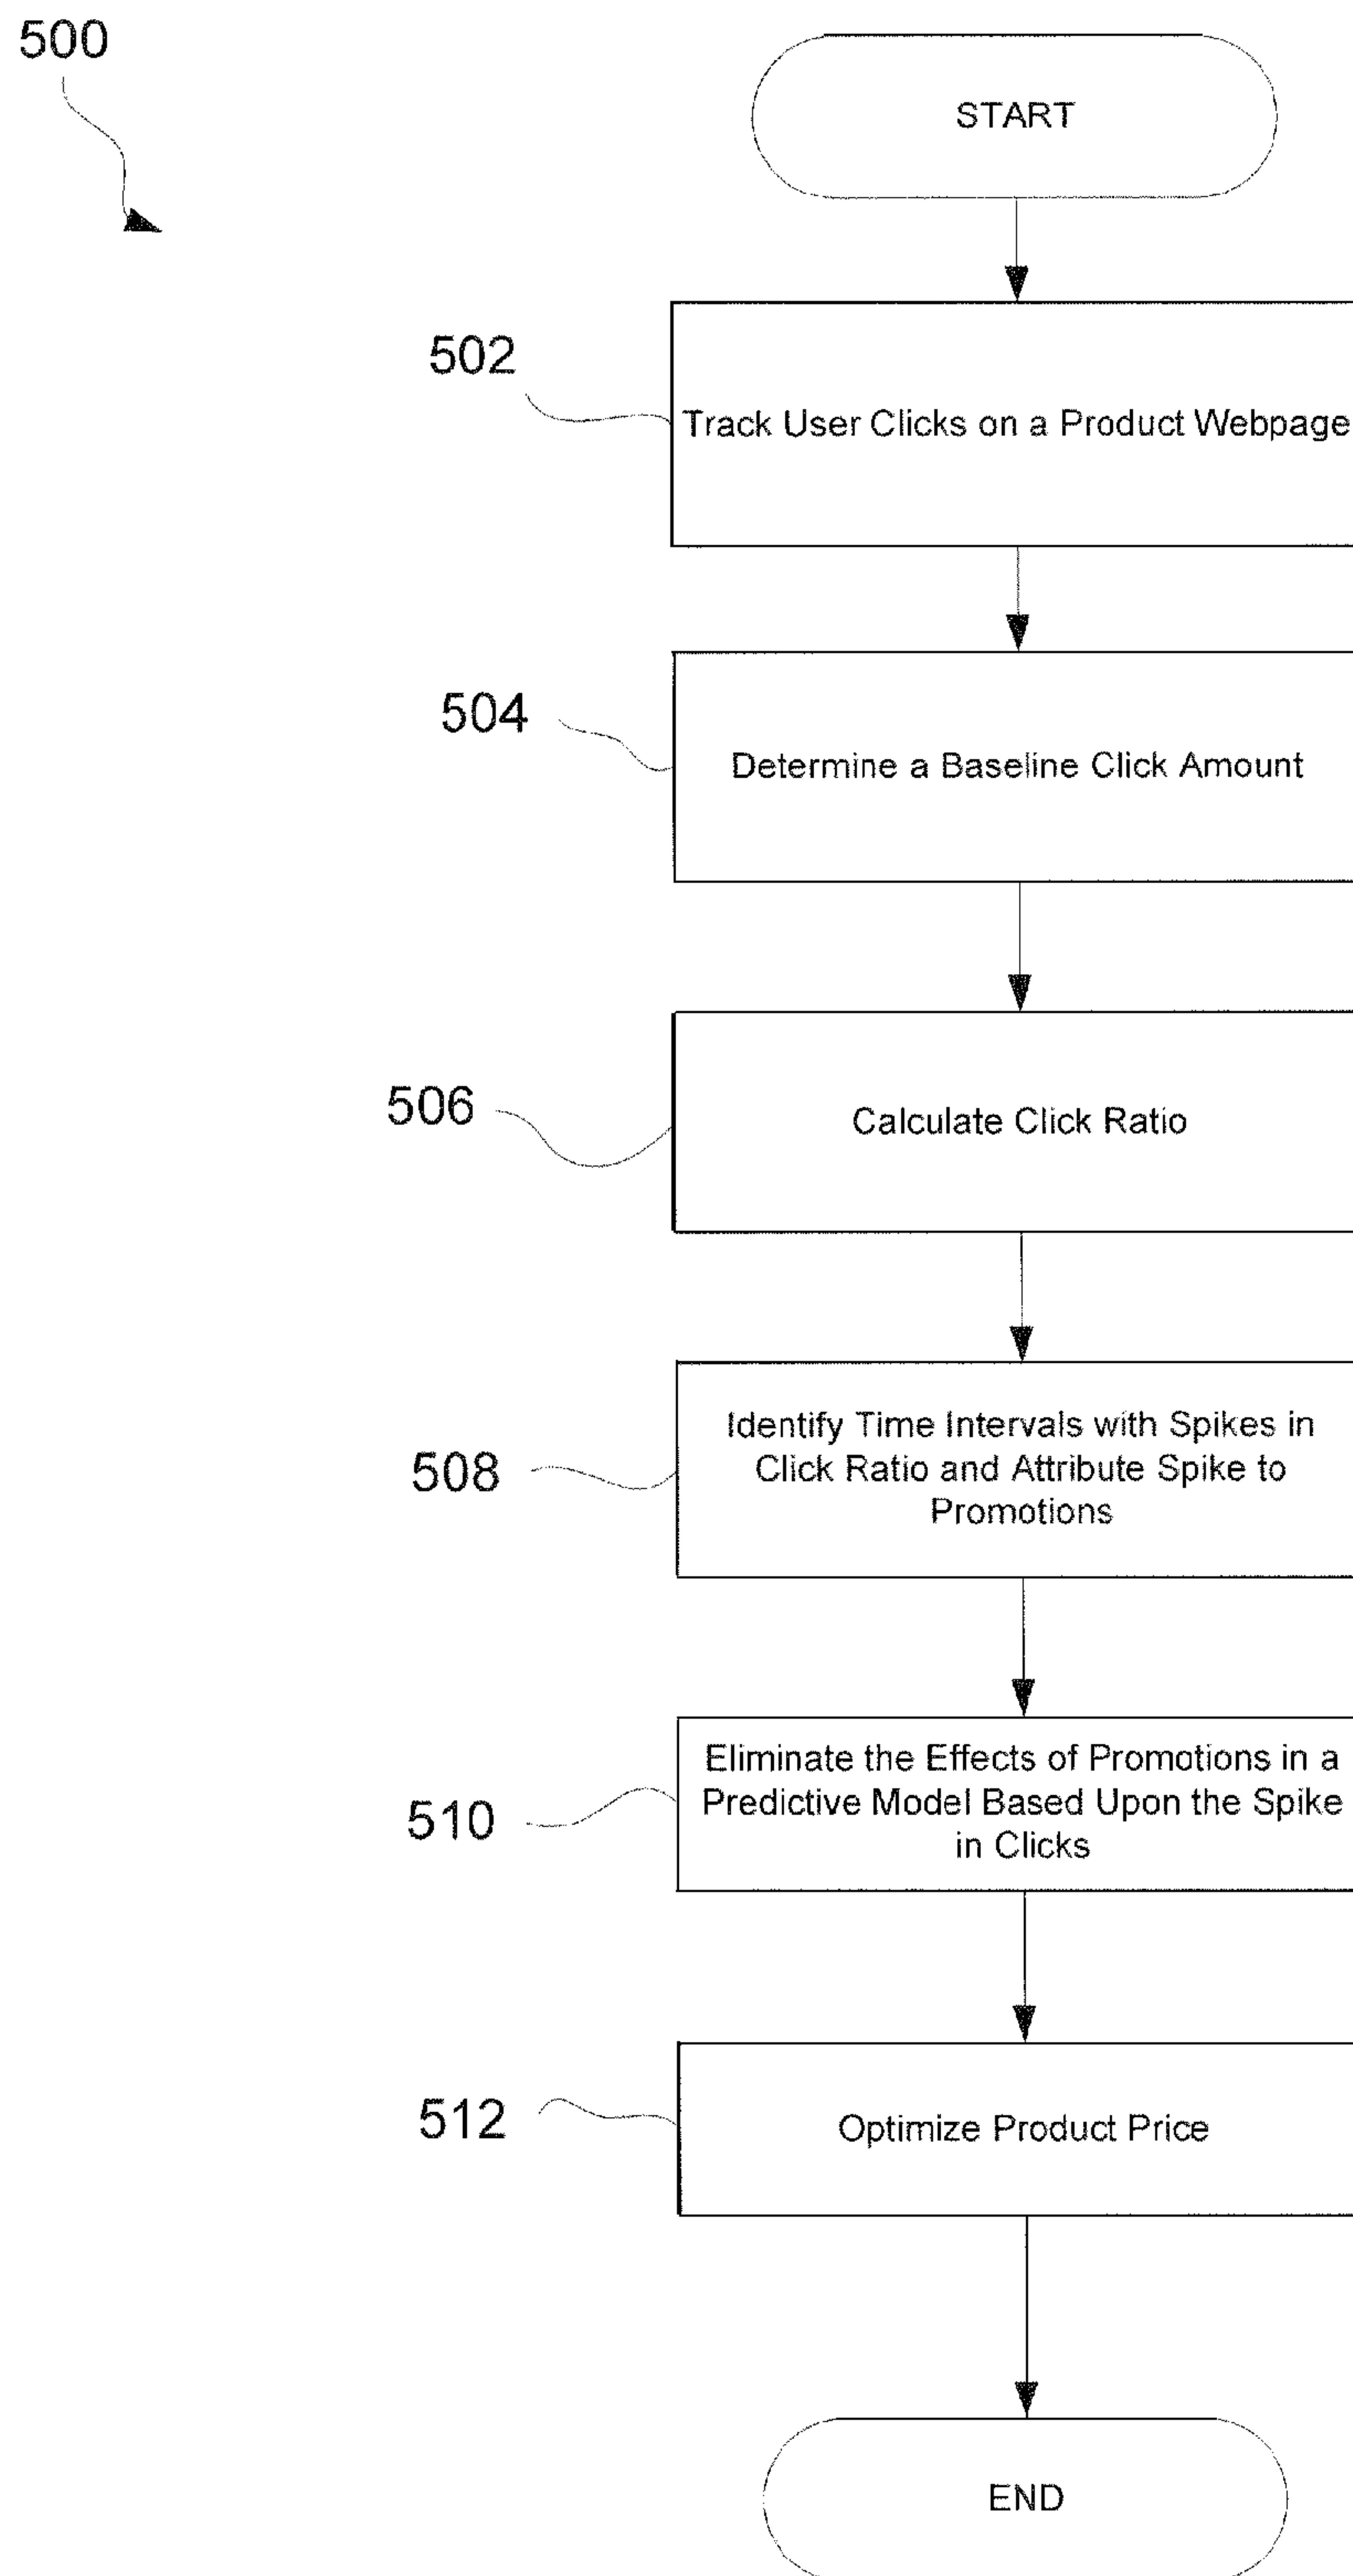 500
START
502
Track User Clicks on a Product Webpage
504
Determine a Baseline Click Amount
506
Calculate Click Ratio
508
Identify Time Intervals with Spikes in
Click Ratio and Attribute Spike to
Promotions
510
Eliminate the Effects of Promotions in a
Predictive Model Based Upon the Spike
in Clicks
512
Optimize Product Price
END